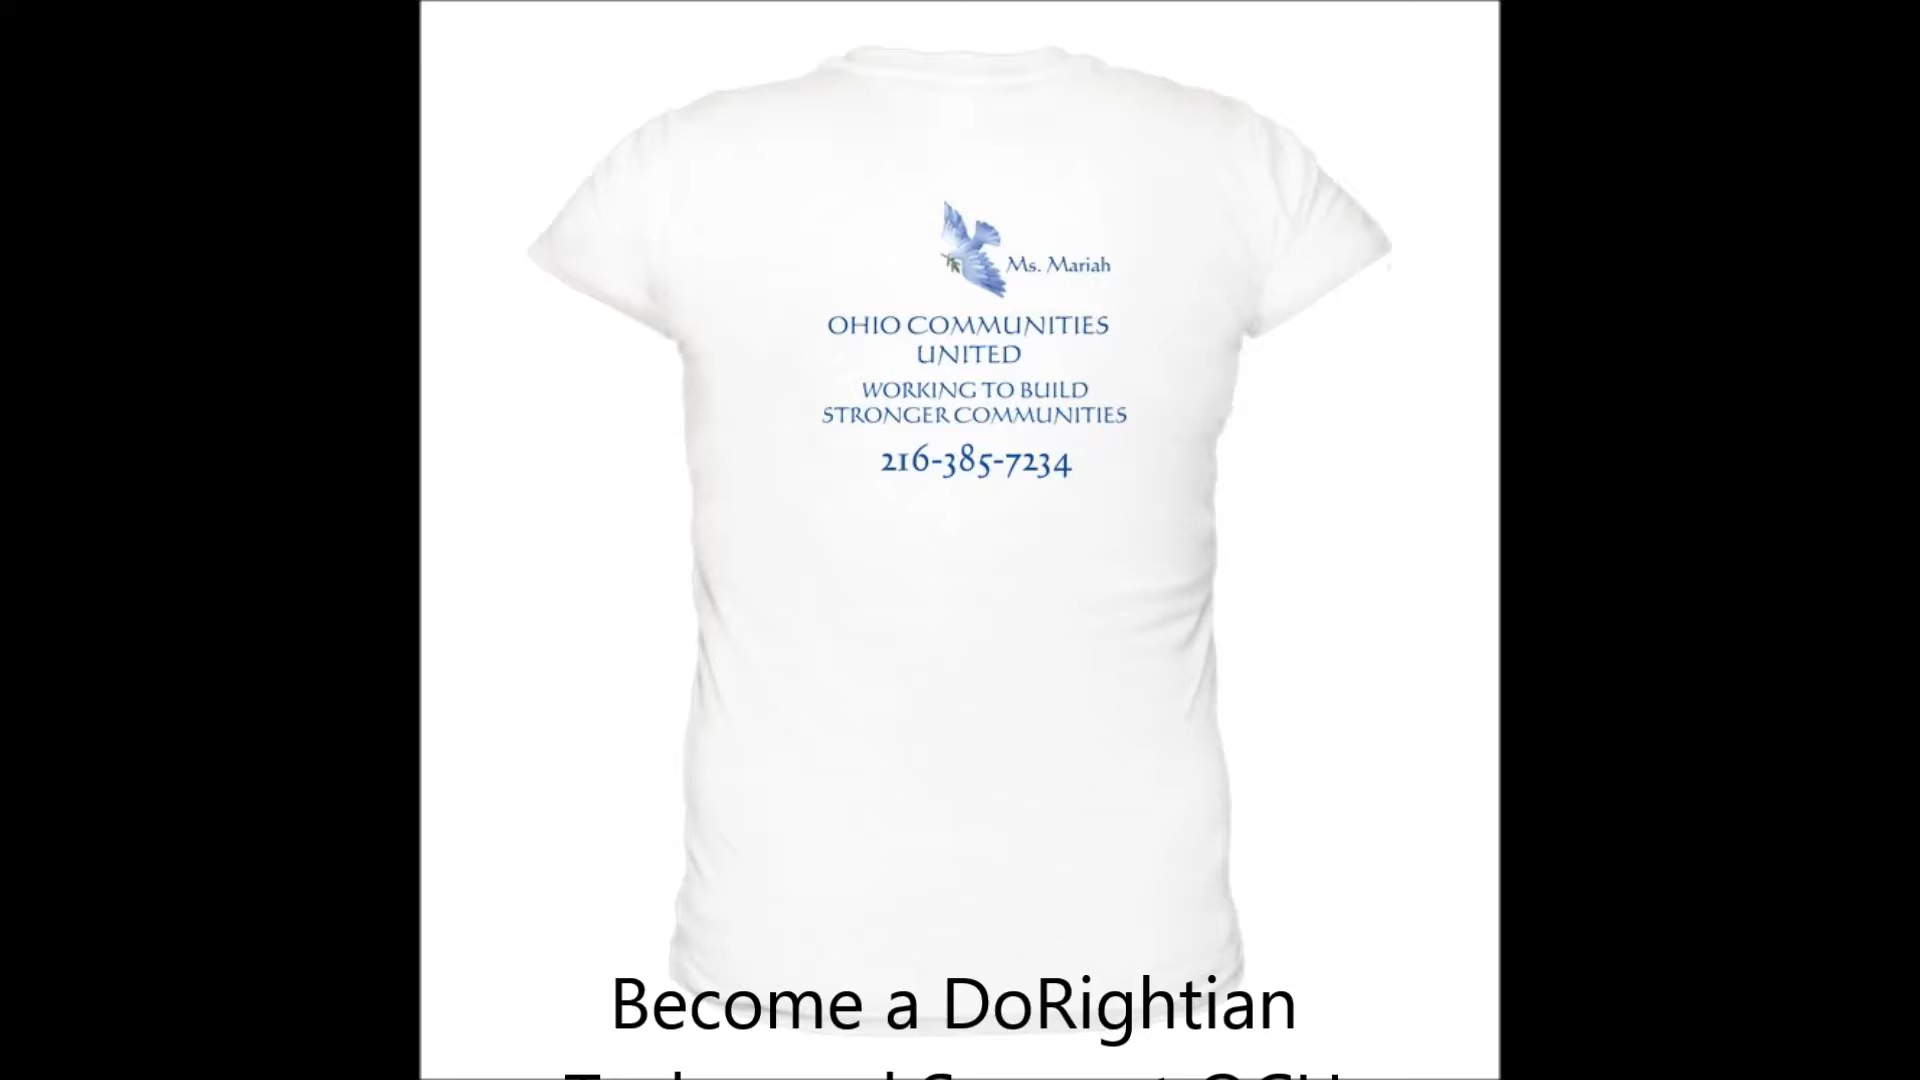 Ms. Mariah
OHIO COMMUNITIES
UNITED
WORKING TO BUILD
STRONGER COMMUNITIES
216-385-7234
Become a DoRightian